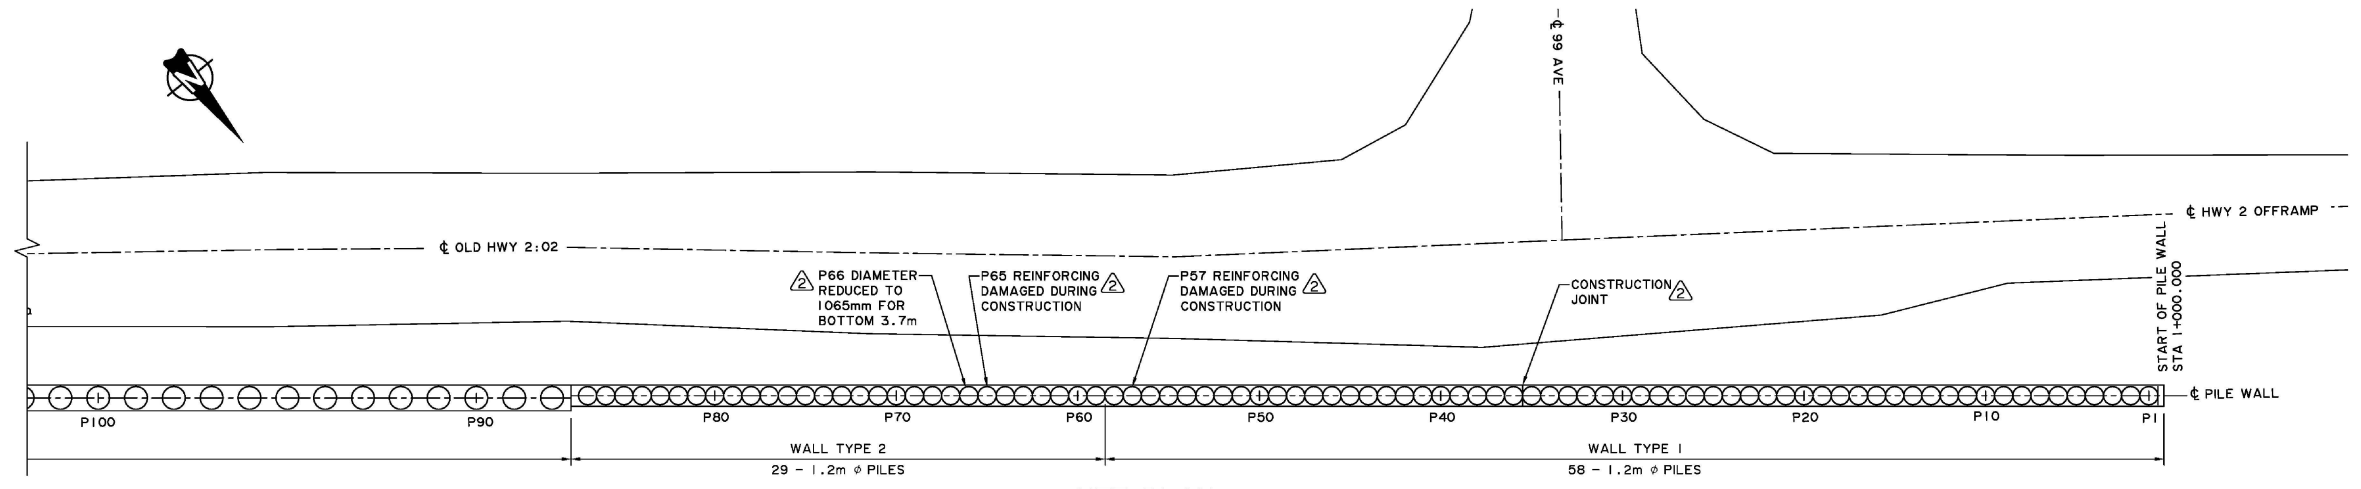 N
℄ 99 AVE
℄ HWY 2 OFFRAMP
℄ OLD HWY 2:02
2
P66 DIAMETER
REDUCED TO
1065mm FOR
BOTTOM 3.7m
P65 REINFORCING
DAMAGED DURING
CONSTRUCTION
2
P57 REINFORCING
DAMAGED DURING
CONSTRUCTION
2
CONSTRUCTION
JOINT
2
START OF PILE WALL
STA 1+000.000
℄ PILE WALL
P100
P90
P80
P70
P60
P50
P40
P30
P20
P10
P1
WALL TYPE 2
29 - 1.2m ø PILES
WALL TYPE 1
58 - 1.2m ø PILES